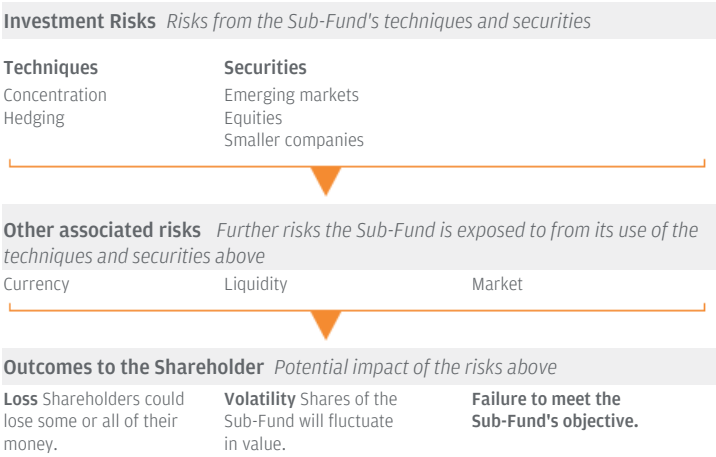 Investment Risks Risks from the Sub-Fund's techniques and securities
Techniques
Concentration
Hedging
Securities
Emerging markets
Equities
Smaller companies
Other associated risks Further risks the Sub-Fund is exposed to from its use of the
techniques and securities above
Currency
Liquidity
Market
Outcomes to the Shareholder Potential impact of the risks above
Loss Shareholders could
lose some or all of their
money.
Volatility Shares of the
Sub-Fund will fluctuate
in value.
Failure to meet the
Sub-Fund's objective.